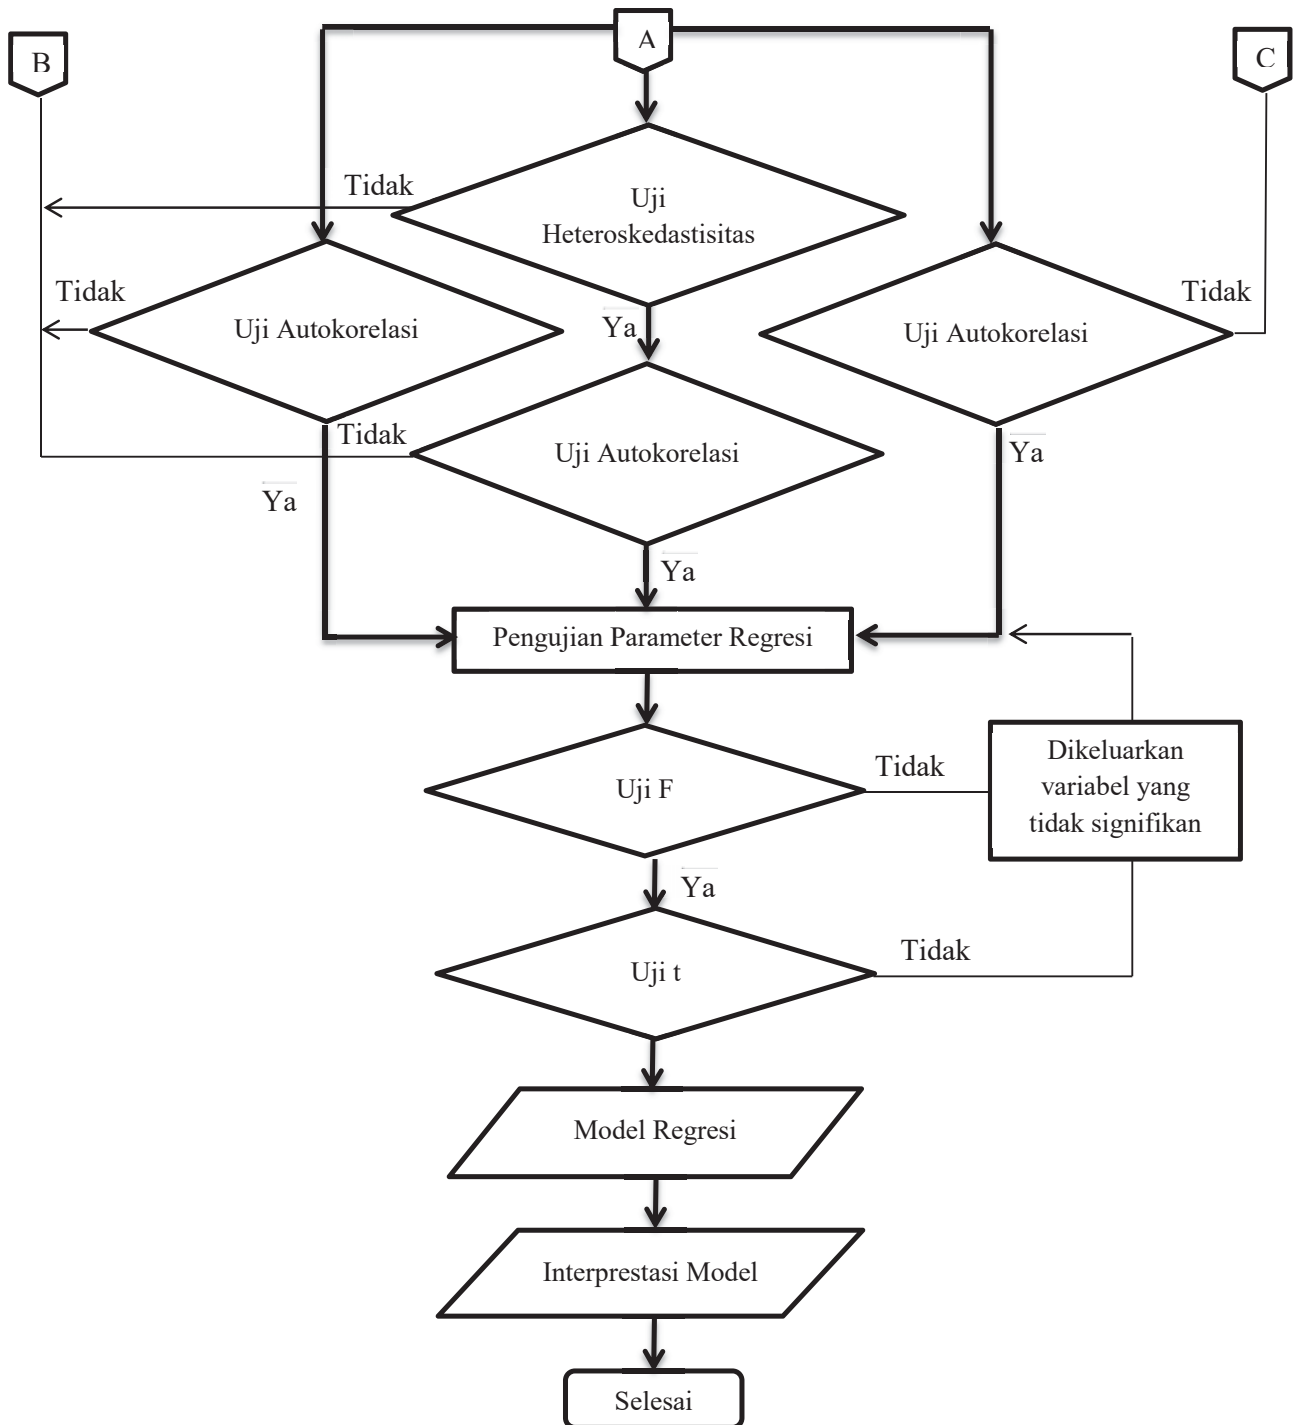 A
B
C
Tidak
Uji
Heteroskedastisitas
Tidak
Uji Autokorelasi
Ya
Uji Autokorelasi
Tidak
Tidak
Uji Autokorelasi
Ya
Ya
Ya
Pengujian Parameter Regresi
Uji F
Tidak
Dikeluarkan
variabel yang
tidak signifikan
Ya
Uji t
Tidak
Model Regresi
Interprestasi Model
Selesai